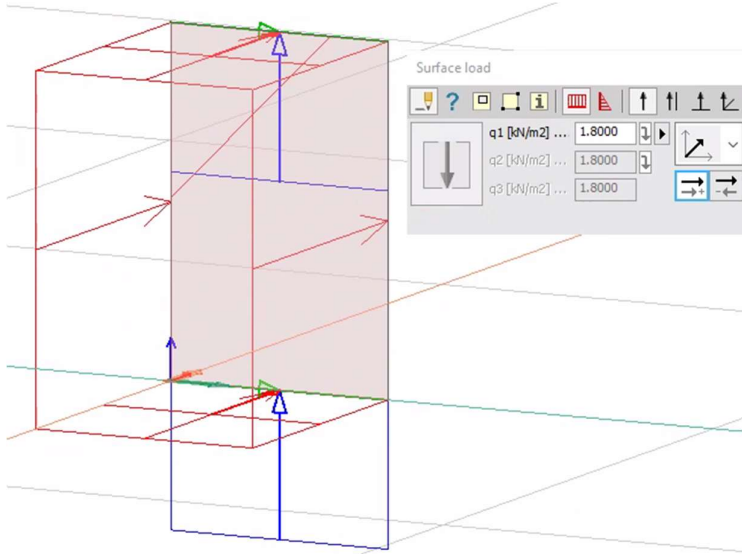 Surface load
?
i
q1 [kN/m2] ... 1.8000
q2 [kN/m2] ... 1.8000
q3 [kN/m2] ... 1.8000